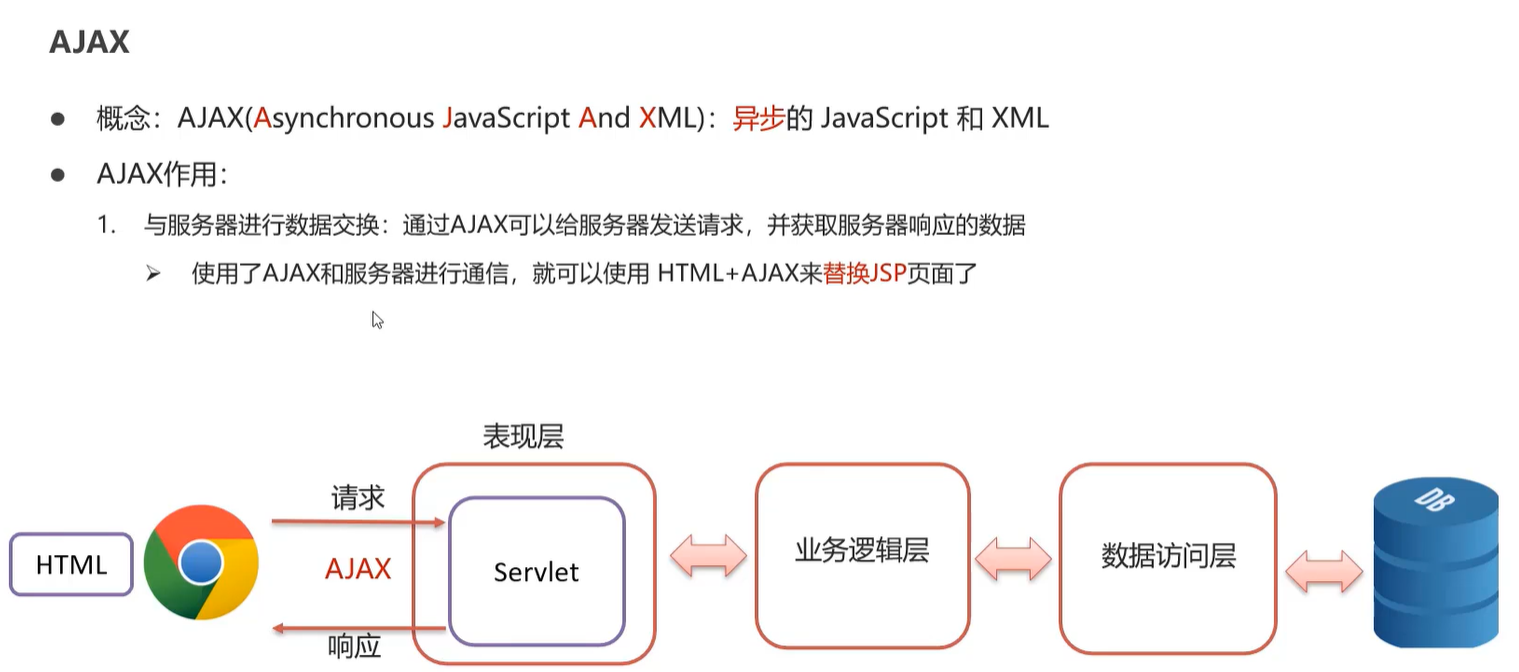 AJAX
● 概念：AJAX(Asynchronous JavaScript And XML)：异步的 JavaScript 和 XML
● AJAX作用：
1. 与服务器进行数据交换：通过AJAX可以给服务器发送请求，并获取服务器响应的数据
➢ 使用了AJAX和服务器进行通信，就可以使用 HTML+AJAX来替换JSP页面了
表现层
请求
HTML
AJAX
Servlet
响应
业务逻辑层
数据访问层
DB